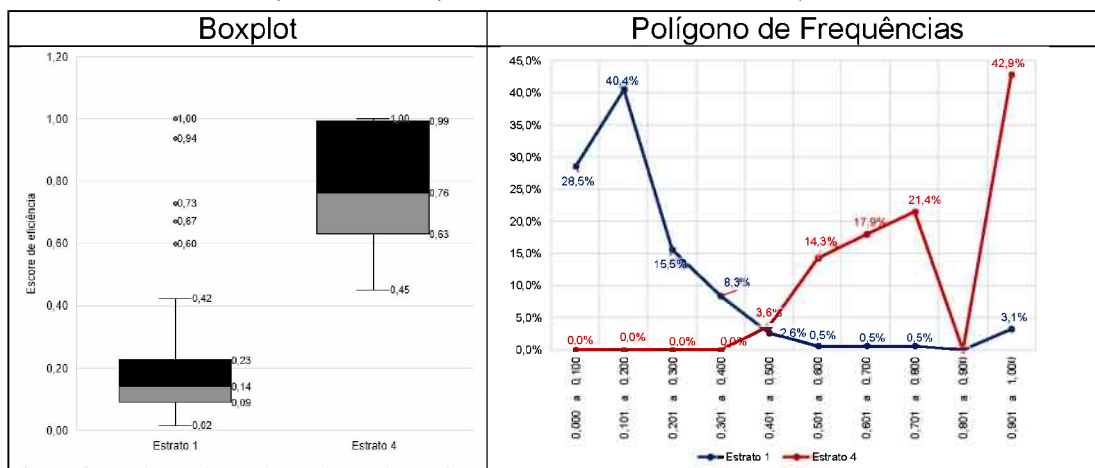 Boxplot
Polígono de Frequências
1,20
1,00
0,80
0,60
0,40
0,20
0,00
Escore de eficiência
1,00
0,94
0,73
0,67
0,60
0,42
0,23
0,14
0,09
0,02
1,00
0,99
0,76
0,63
0,45
Estrato 1
Estrato 4
45,0%
40,0%
35,0%
30,0%
25,0%
20,0%
15,0%
10,0%
5,0%
0,0%
28,5%
40,4%
15,5%
8,3%
2,6%
0,5%
0,5%
0,5%
3,1%
0,0%
0,0%
0,0%
0,0%
3,6%
14,3%
17,9%
21,4%
42,9%
0,000 a 0,100
0,101 a 0,200
0,201 a 0,300
0,301 a 0,400
0,401 a 0,500
0,501 a 0,600
0,601 a 0,700
0,701 a 0,800
0,801 a 0,900
0,901 a 1,000
Estrato 1
Estrato 4